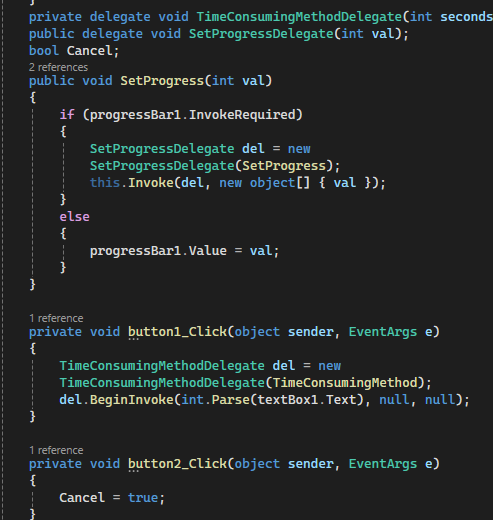 }
private delegate void TimeConsumingMethodDelegate(int seconds
public delegate void SetProgressDelegate(int val);
bool Cancel;
2 references
public void SetProgress(int val)
{
if (progressBar1.InvokeRequired)
{
SetProgressDelegate del = new
SetProgressDelegate(SetProgress);
this.Invoke(del, new object[] { val });
}
else
{
progressBar1.Value = val;
}
}
1 reference
private void button1_Click(object sender, EventArgs e)
{
TimeConsumingMethodDelegate del = new
TimeConsumingMethodDelegate(TimeConsumingMethod);
del.BeginInvoke(int.Parse(textBox1.Text), null, null);
}
1 reference
private void button2_Click(object sender, EventArgs e)
{
Cancel = true;
}